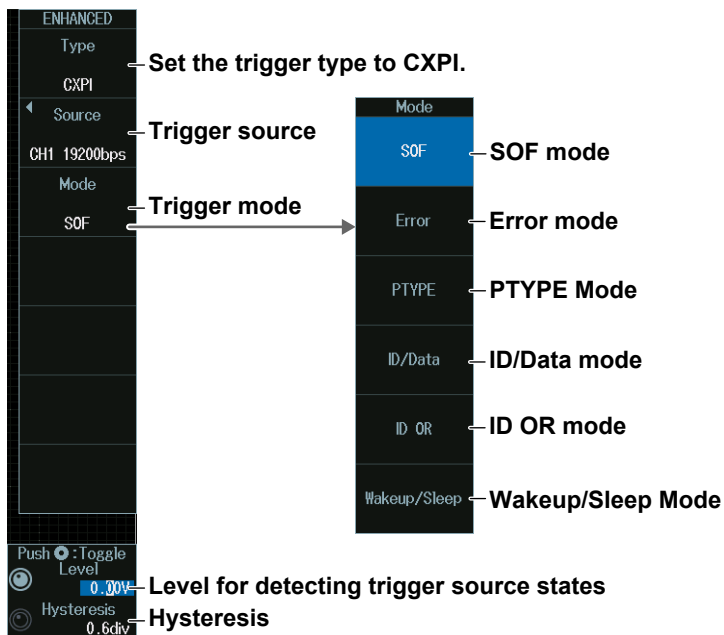 ENHANCED
Type
CXPI
Set the trigger type to CXPI.
Source
CH1 19200bps
Trigger source
Mode
SOF
Trigger mode
Mode
SOF
SOF mode
Error
Error mode
PTYPE
PTYPE Mode
ID/Data
ID/Data mode
ID OR
ID OR mode
Wakeup/Sleep
Wakeup/Sleep Mode
Push :Toggle
Level
0.00V
Level for detecting trigger source states
Hysteresis
0.6div
Hysteresis